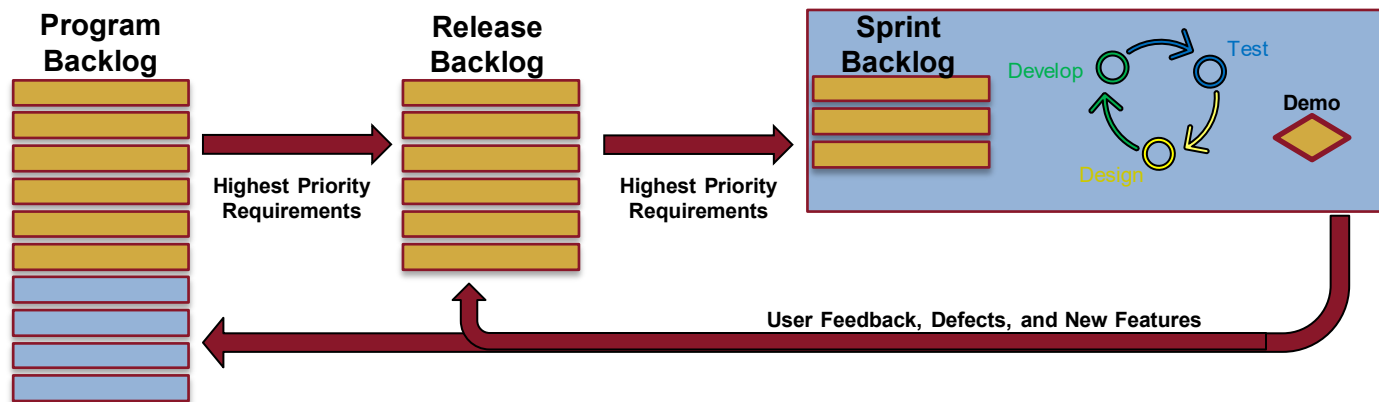 Program
Backlog
Release
Backlog
Sprint
Backlog
Develop
Test
Design
Demo
Highest Priority
Requirements
Highest Priority
Requirements
User Feedback, Defects, and New Features